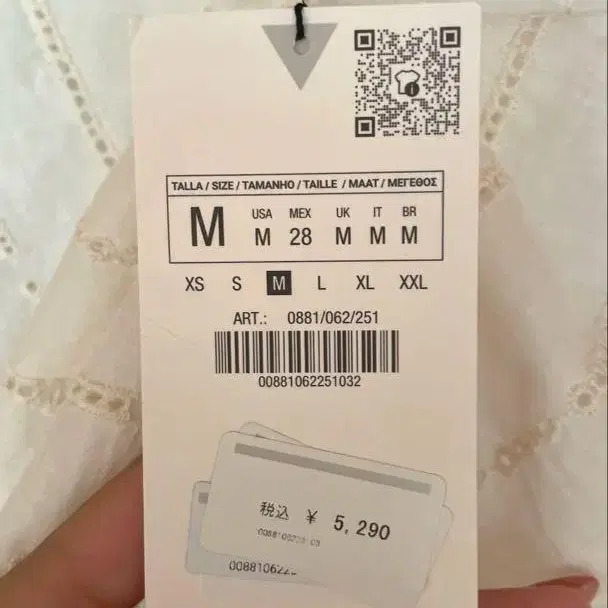 TALLA / SIZE / TAMANHO / TAILLE / MAAT / ΜΕΓΕΘΟΣ
USA MEX UK IT BR
M M 28 M M M
XS S M L XL XXL
ART.: 0881/062/251
00881062251032
税込 ¥ 5,290